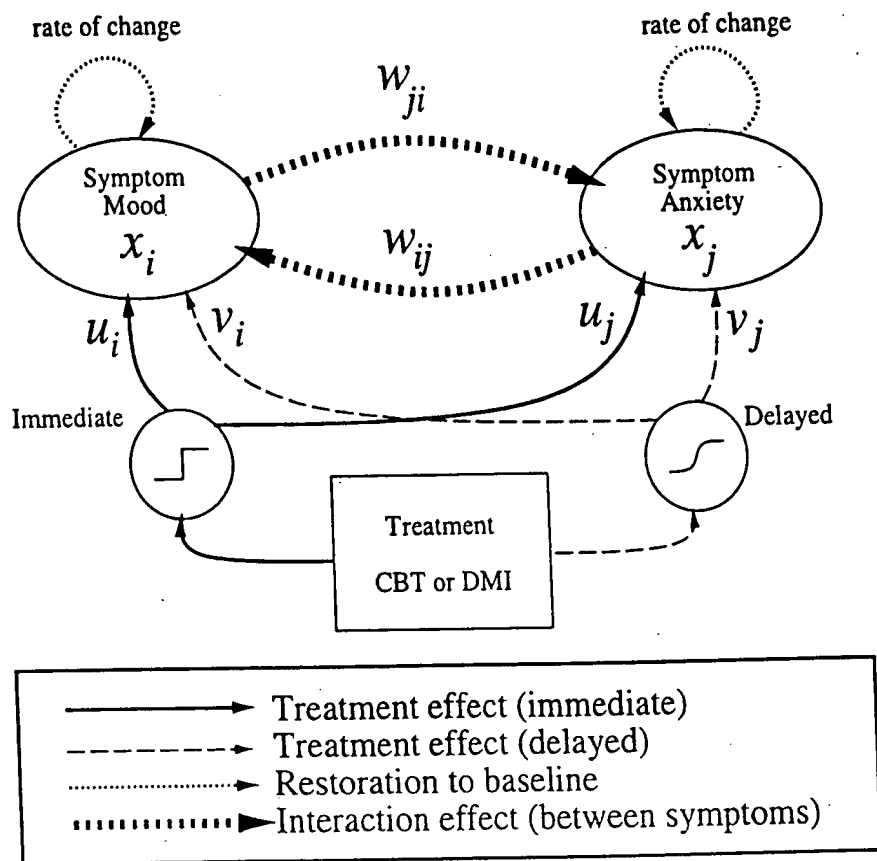 rate of change
rate of change
w_ji
Symptom
Mood
x_i
Symptom
Anxiety
x_j
w_ij
u_i
v_i
u_j
v_j
Immediate
Delayed
Treatment
CBT or DMI
Treatment effect (immediate)
Treatment effect (delayed)
Restoration to baseline
Interaction effect (between symptoms)